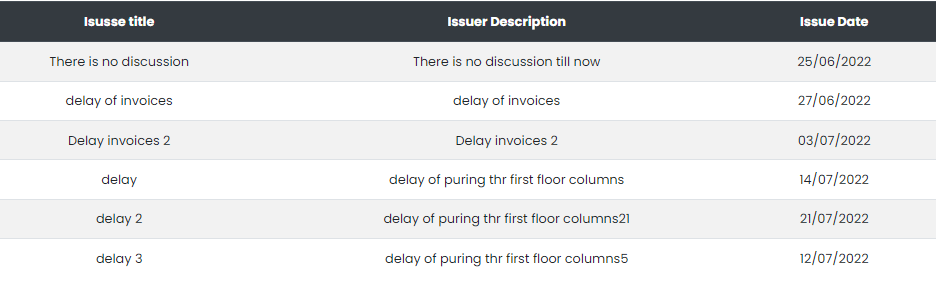 Isusse title Issuer Description Issue Date
There is no discussion There is no discussion till now 25/06/2022
delay of invoices delay of invoices 27/06/2022
Delay invoices 2 Delay invoices 2 03/07/2022
delay delay of puring thr first floor columns 14/07/2022
delay 2 delay of puring thr first floor columns21 21/07/2022
delay 3 delay of puring thr first floor columns5 12/07/2022